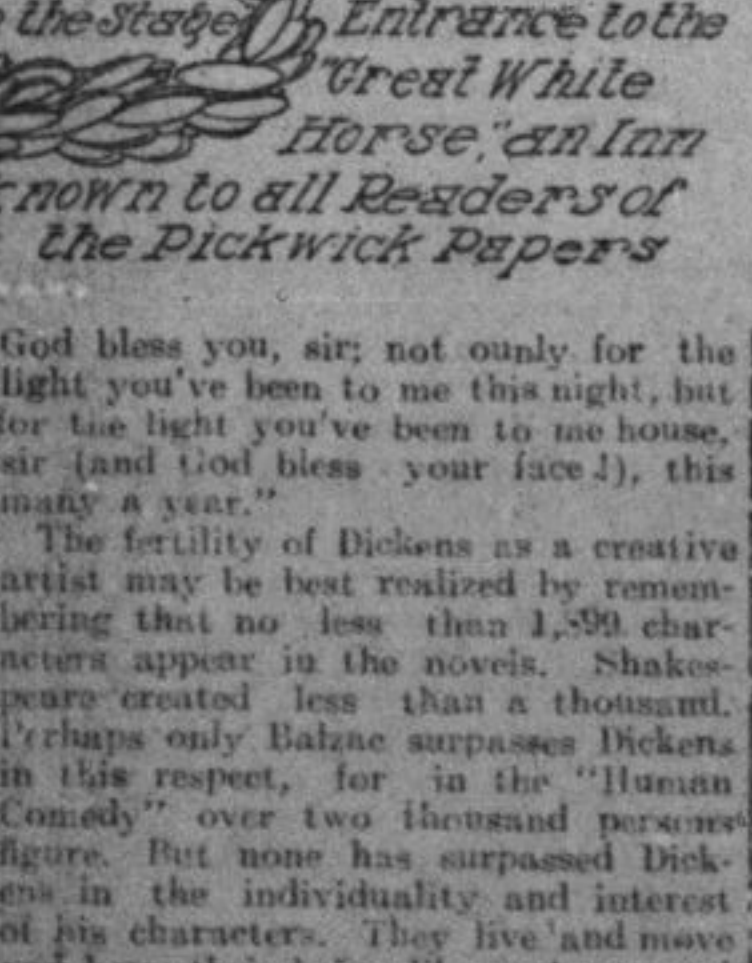 the Stage Entrance to the
"Great White
Horse," an Inn
nown to all Readers of
the Pickwick Papers
God bless you, sir; not ounly for the
light you've been to me this night, but
for the light you've been to me house,
sir (and God bless your face!), this
many a year."
The fertility of Dickens as a creative
artist may be best realized by remem-
bering that no less than char-
acters appear in the novels. Shakes-
peare created less than a thousand.
Perhaps only Balzac surpasses Dickens
in this respect, for in the "Human
Comedy" over two thousand persons
figure. But none has surpassed Dick-
ens in the individuality and interest
of his characters. They live and move